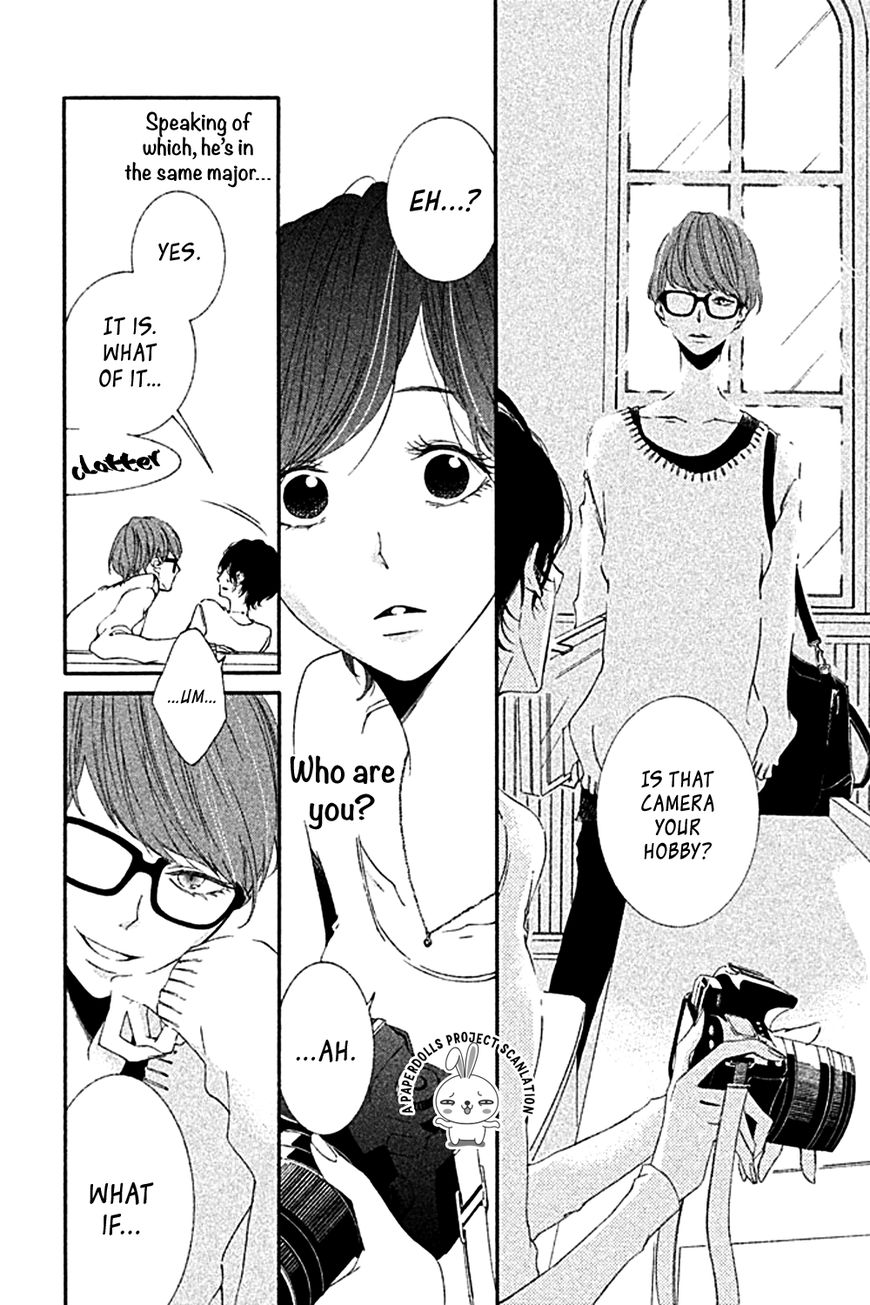 IS THAT
CAMERA
YOUR
HOBBY?
EH...?
Who are
you?
...AH.
A PAPERDOLLS PROJECT SCANLATION
Speaking of
which, he's in
the same major...
YES.
IT IS.
WHAT
OF IT...
clatter
...UM...
WHAT
IF...